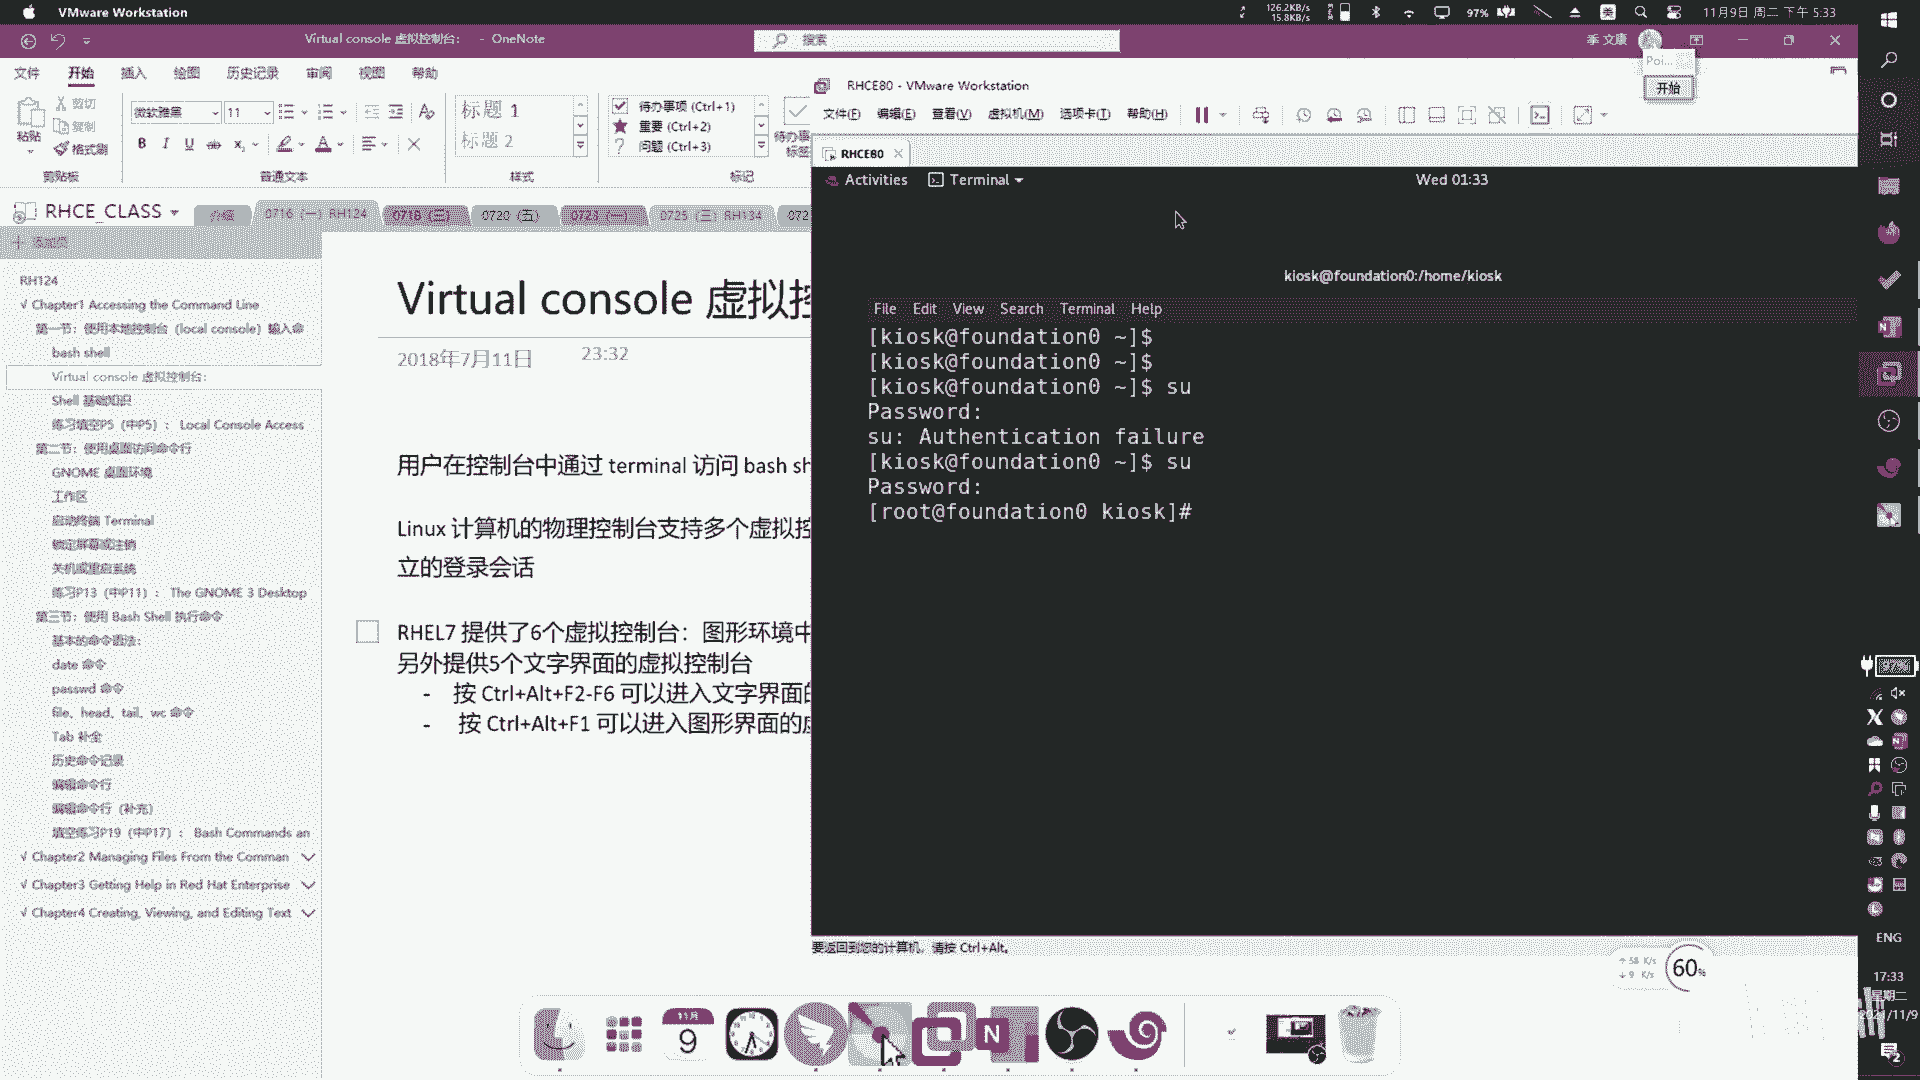 VMware Workstation
126.2KB/s
15.8KB/s
97%
美
11月9日 周二 下午 5:33
Virtual console 虚拟控制台: - OneNote
搜索
季 文康
Poi...
开始
文件 开始 插入 绘图 历史记录 审阅 视图 帮助
粘贴
剪切
复制
格式刷
剪贴板
微软雅黑 11
B I U ab x
普通文本
标题 1
标题 2
样式
待办事项 (Ctrl+1)
重要 (Ctrl+2)
问题 (Ctrl+3)
待办事
标签
标记
RHCE_CLASS
介绍
0716 (一) RH124
0718 (三)
0720 (五)
0723 (一)
0725 (三) RH134
072
添加页
RH124
√ Chapter1 Accessing the Command Line
第一节：使用本地控制台（local console）输入命
bash shell
Virtual console 虚拟控制台:
Shell 基础知识
练习填空P5（中P5）： Local Console Access
第二节：使用桌面访问命令行
GNOME 桌面环境
工作区
启动终端 Terminal
锁定屏幕或注销
关机或重启系统
练习P13（中P11）： The GNOME 3 Desktop
第三节：使用 Bash Shell 执行命令
基本的命令语法:
date 命令
passwd 命令
file、head、tail、wc 命令
Tab 补全
历史命令记录
编辑命令行
编辑命令行（补充）
填空练习P19（中P17）： Bash Commands an
√ Chapter2 Managing Files From the Comman
√ Chapter3 Getting Help in Red Hat Enterprise
√ Chapter4 Creating, Viewing, and Editing Text
Virtual console 虚拟控
2018年7月11日 23:32
用户在控制台中通过 terminal 访问 bash sh
Linux 计算机的物理控制台支持多个虚拟控
立的登录会话
RHEL7 提供了6个虚拟控制台：图形环境中
另外提供5个文字界面的虚拟控制台
- 按 Ctrl+Alt+F2-F6 可以进入文字界面的
- 按 Ctrl+Alt+F1 可以进入图形界面的虚
RHCE80 - VMware Workstation
文件(F) 编辑(E) 查看(V) 虚拟机(M) 选项卡(T) 帮助(H)
RHCE80
Activities Terminal
Wed 01:33
kiosk@foundation0:/home/kiosk
File Edit View Search Terminal Help
[kiosk@foundation0 ~]$
[kiosk@foundation0 ~]$
[kiosk@foundation0 ~]$ su
Password:
su: Authentication failure
[kiosk@foundation0 ~]$ su
Password:
[root@foundation0 kiosk]#
要返回到您的计算机，请按 Ctrl+Alt。
↑ 58 K/s
↓ 9 K/s
60%
11月
9
97%
ENG
17:33
星期二
2021/11/9
2